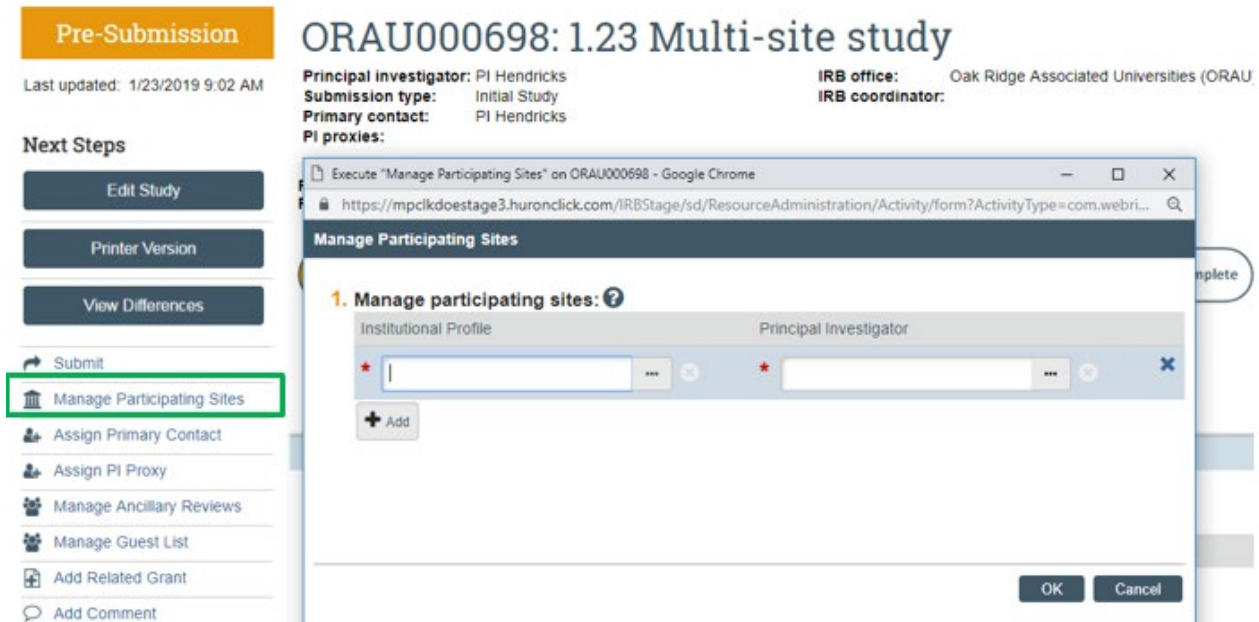 Pre-Submission
Last updated: 1/23/2019 9:02 AM
Next Steps
Edit Study
Printer Version
View Differences
Submit
Manage Participating Sites
Assign Primary Contact
Assign PI Proxy
Manage Ancillary Reviews
Manage Guest List
Add Related Grant
Add Comment
ORAU000698: 1.23 Multi-site study
Principal investigator: PI Hendricks
Submission type: Initial Study
Primary contact: PI Hendricks
PI proxies:
IRB office: Oak Ridge Associated Universities (ORAU
IRB coordinator:
Execute "Manage Participating Sites" on ORAU000698 - Google Chrome
https://mpclkdoestage3.huronclick.com/IRBStage/sd/ResourceAdministration/Activity/form?ActivityType=com.webri...
Manage Participating Sites
1. Manage participating sites: ?
Institutional Profile Principal Investigator
* ... * ...
+ Add
OK Cancel
mplete